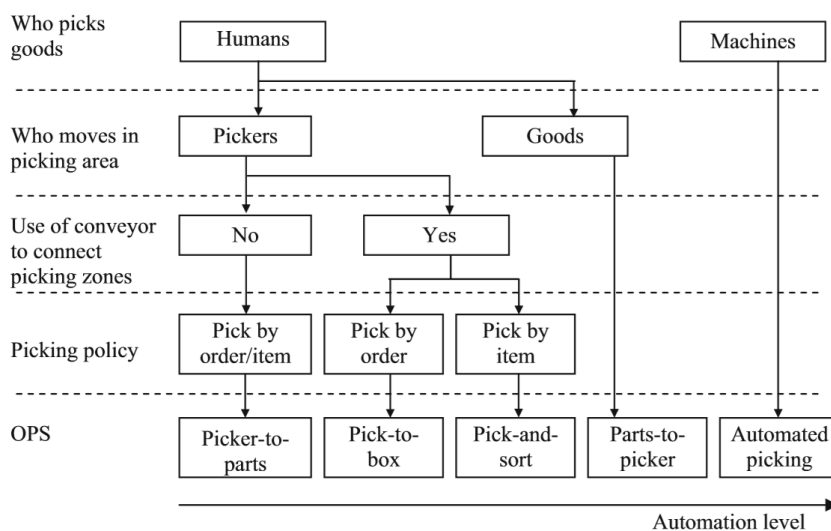 Who picks
goods
Humans
Machines
Who moves in
picking area
Pickers
Goods
Use of conveyor
to connect
picking zones
No
Yes
Picking policy
Pick by
order/item
Pick by
order
Pick by
item
OPS
Picker-to-
parts
Pick-to-
box
Pick-and-
sort
Parts-to-
picker
Automated
picking
Automation level